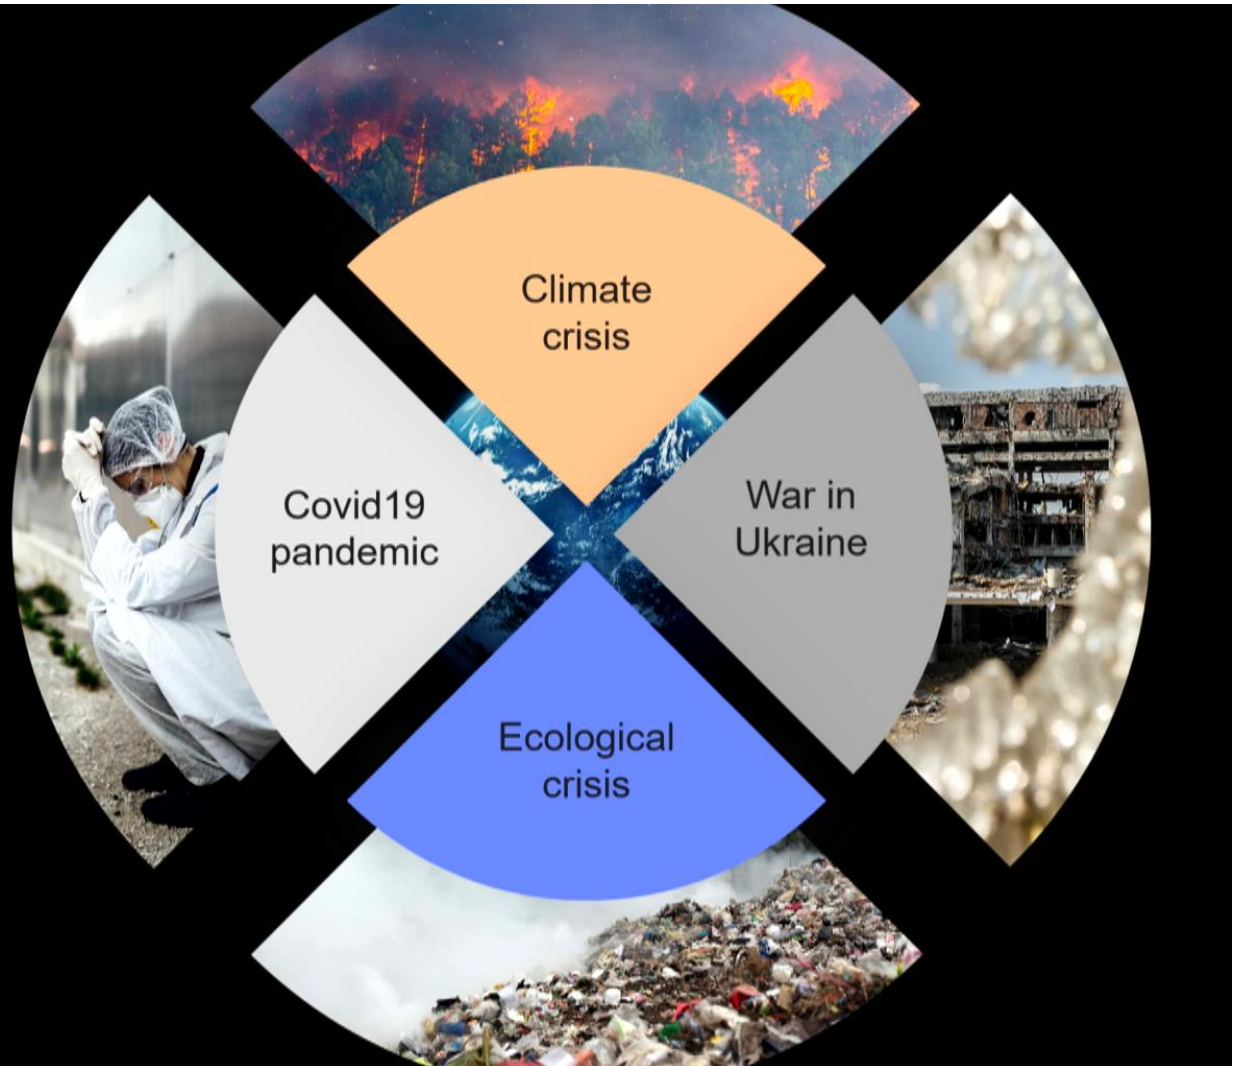 Climate
crisis
Covid19
pandemic
War in
Ukraine
Ecological
crisis